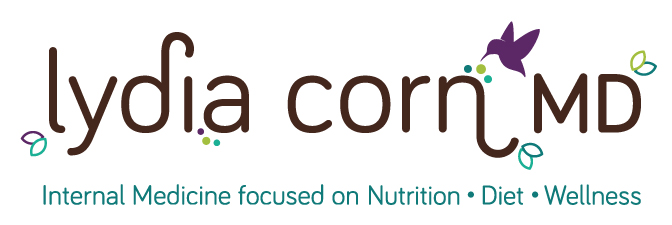 lydia corn MD
Internal Medicine focused on Nutrition • Diet • Wellness